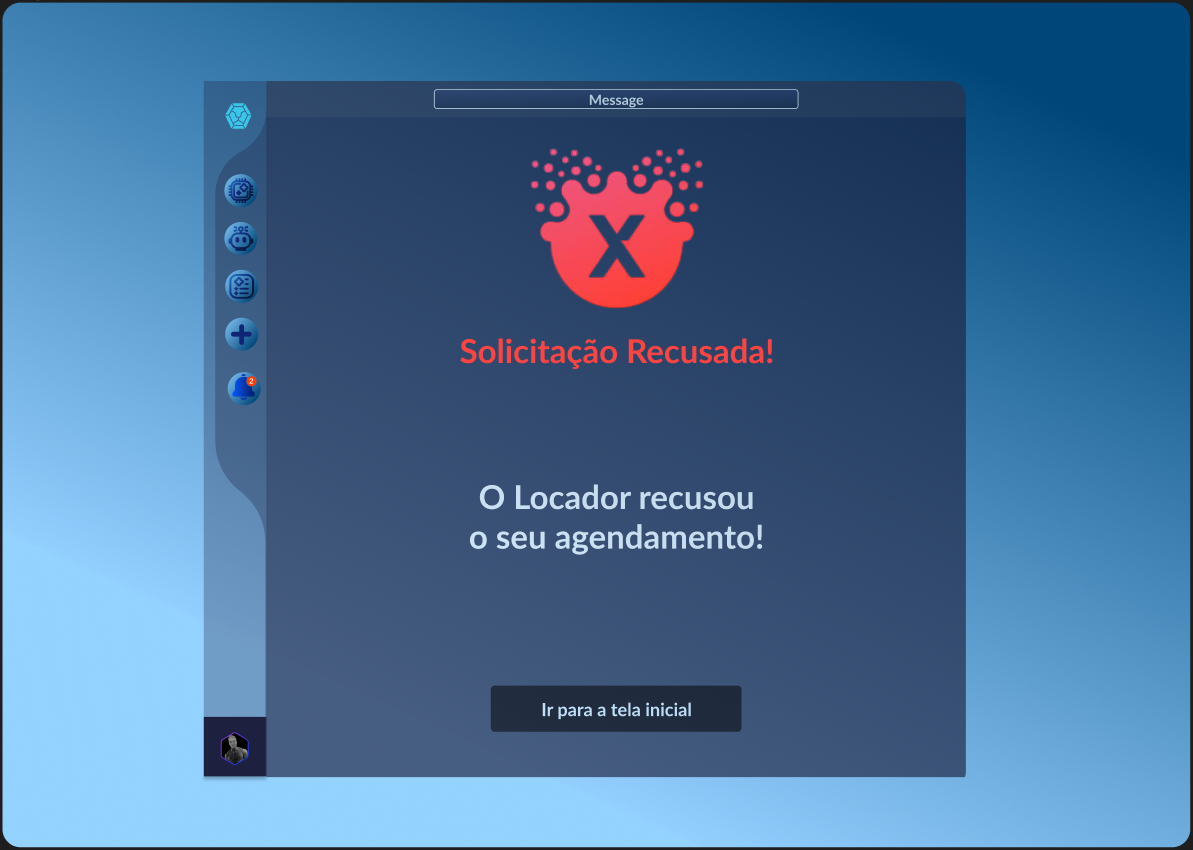 Message
X
Solicitação Recusada!
2
O Locador recusou
o seu agendamento!
Ir para a tela inicial